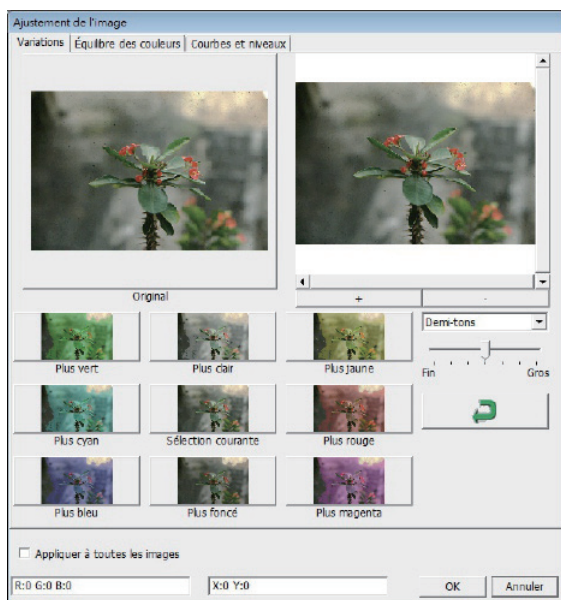 Ajustement de l'image
Variations Équilibre des couleurs Courbes et niveaux
Original
+ -
Demi-tons
Plus vert Plus clair Plus jaune
Fin Gros
Plus cyan Sélection courante Plus rouge
Plus bleu Plus foncé Plus magenta
Appliquer à toutes les images
R:0 G:0 B:0 X:0 Y:0 OK Annuler